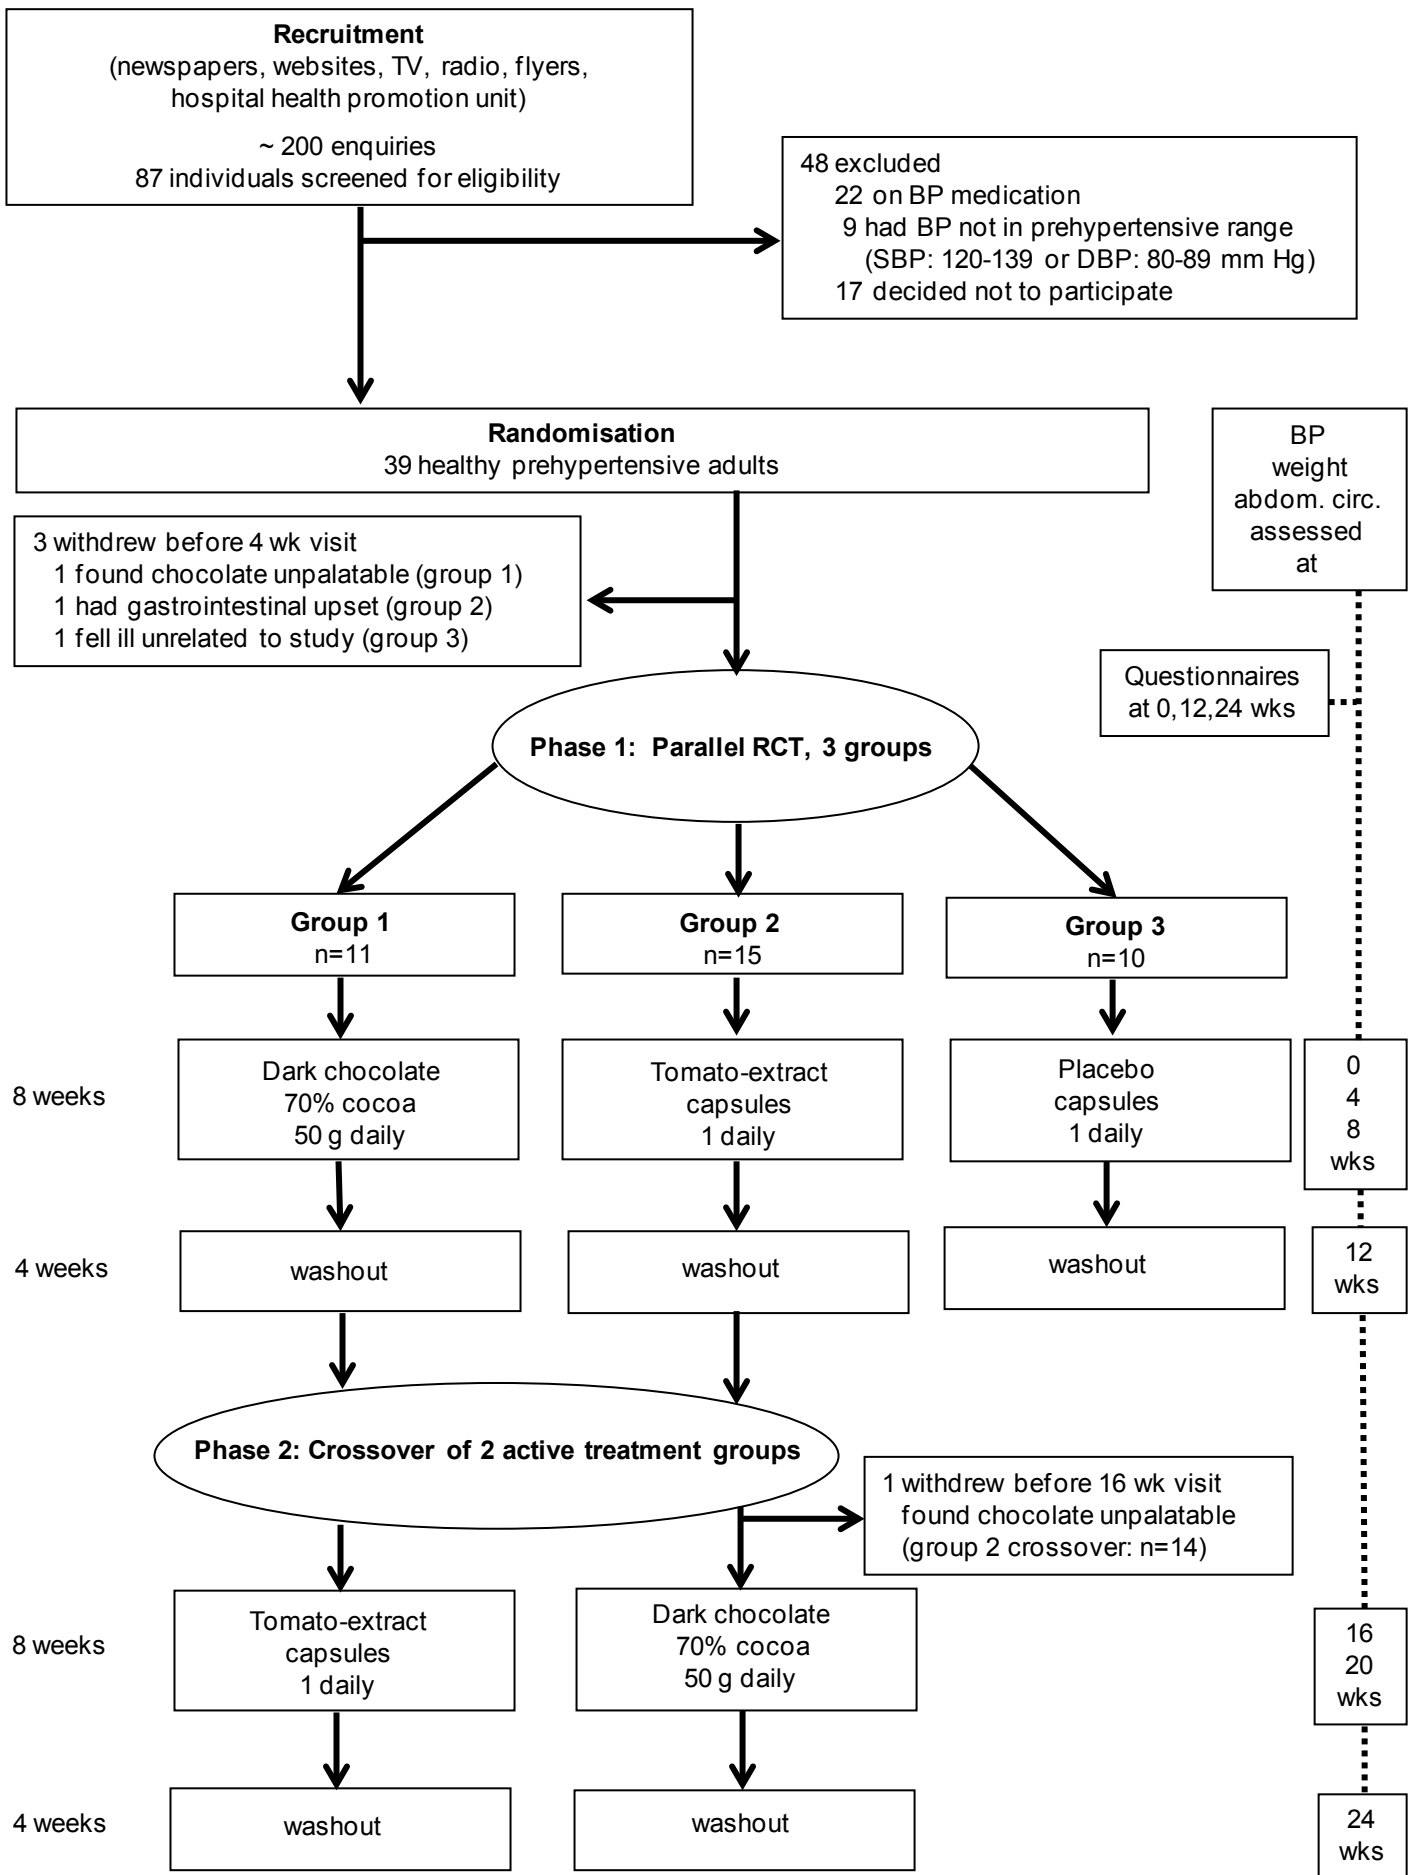 Recruitment
(newspapers, websites, TV, radio, flyers,
hospital health promotion unit)
~ 200 enquiries
87 individuals screened for eligibility
48 excluded
22 on BP medication
9 had BP not in prehypertensive range
(SBP: 120-139 or DBP: 80-89 mm Hg)
17 decided not to participate
Randomisation
39 healthy prehypertensive adults
BP
weight
abdom. circ.
assessed
at
3 withdrew before 4 wk visit
1 found chocolate unpalatable (group 1)
1 had gastrointestinal upset (group 2)
1 fell ill unrelated to study (group 3)
Questionnaires
at 0,12,24 wks
Phase 1: Parallel RCT, 3 groups
Group 1
n=11
Group 2
n=15
Group 3
n=10
8 weeks
Dark chocolate
70% cocoa
50 g daily
Tomato-extract
capsules
1 daily
Placebo
capsules
1 daily
0
4
8
wks
4 weeks
washout
washout
washout
12
wks
Phase 2: Crossover of 2 active treatment groups
1 withdrew before 16 wk visit
found chocolate unpalatable
(group 2 crossover: n=14)
8 weeks
Tomato-extract
capsules
1 daily
Dark chocolate
70% cocoa
50 g daily
16
20
wks
4 weeks
washout
washout
24
wks